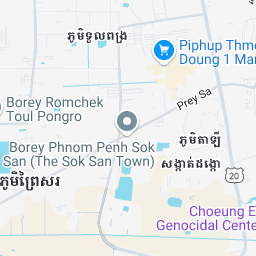 ភូមិទួលពង្រ
Piphup Thme
Doung 1 Mar
Borey Romchek
Toul Pongro
Prey Sa
Borey Phnom Penh Sok
San (The Sok San Town)
ភូមិតាឡី
សង្កាត់ដង្កោ
ភូមិព្រៃសរ
20
Choeung E
Genocidal Cente